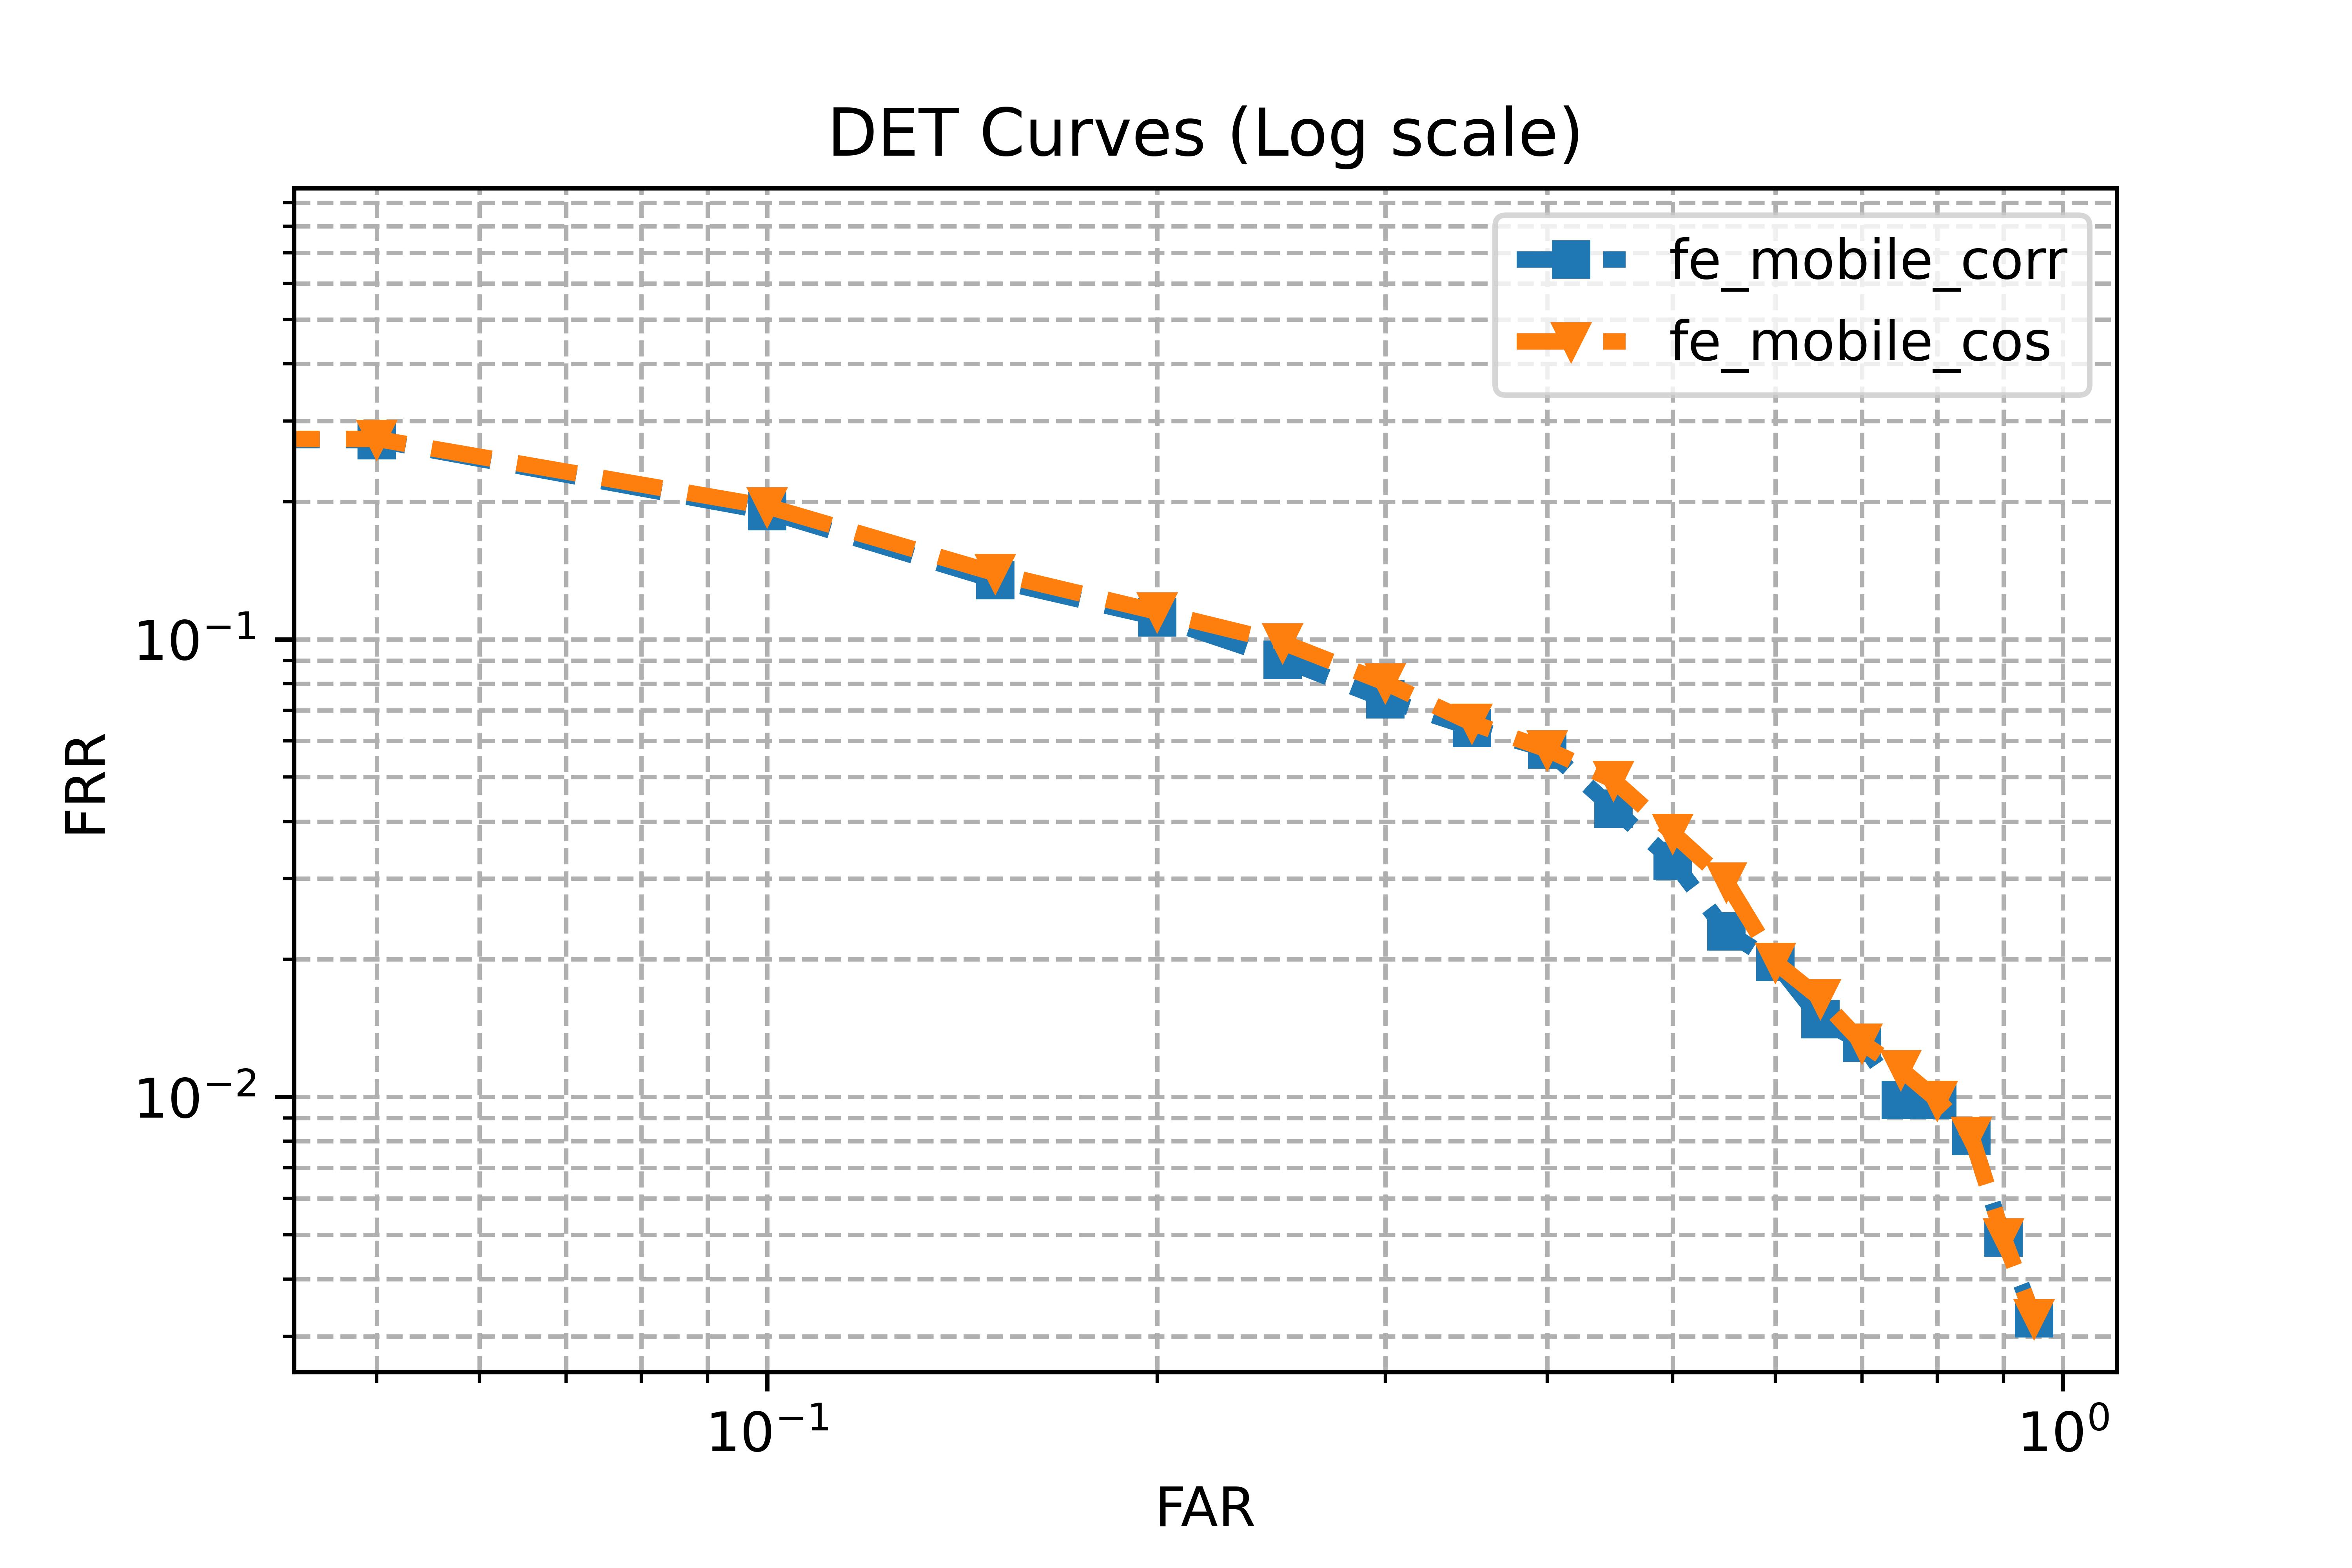 DET Curves (Log scale)
fe_mobile_corr
fe_mobile_cos
FRR
10⁻¹
10⁻²
10⁻¹
10⁰
FAR